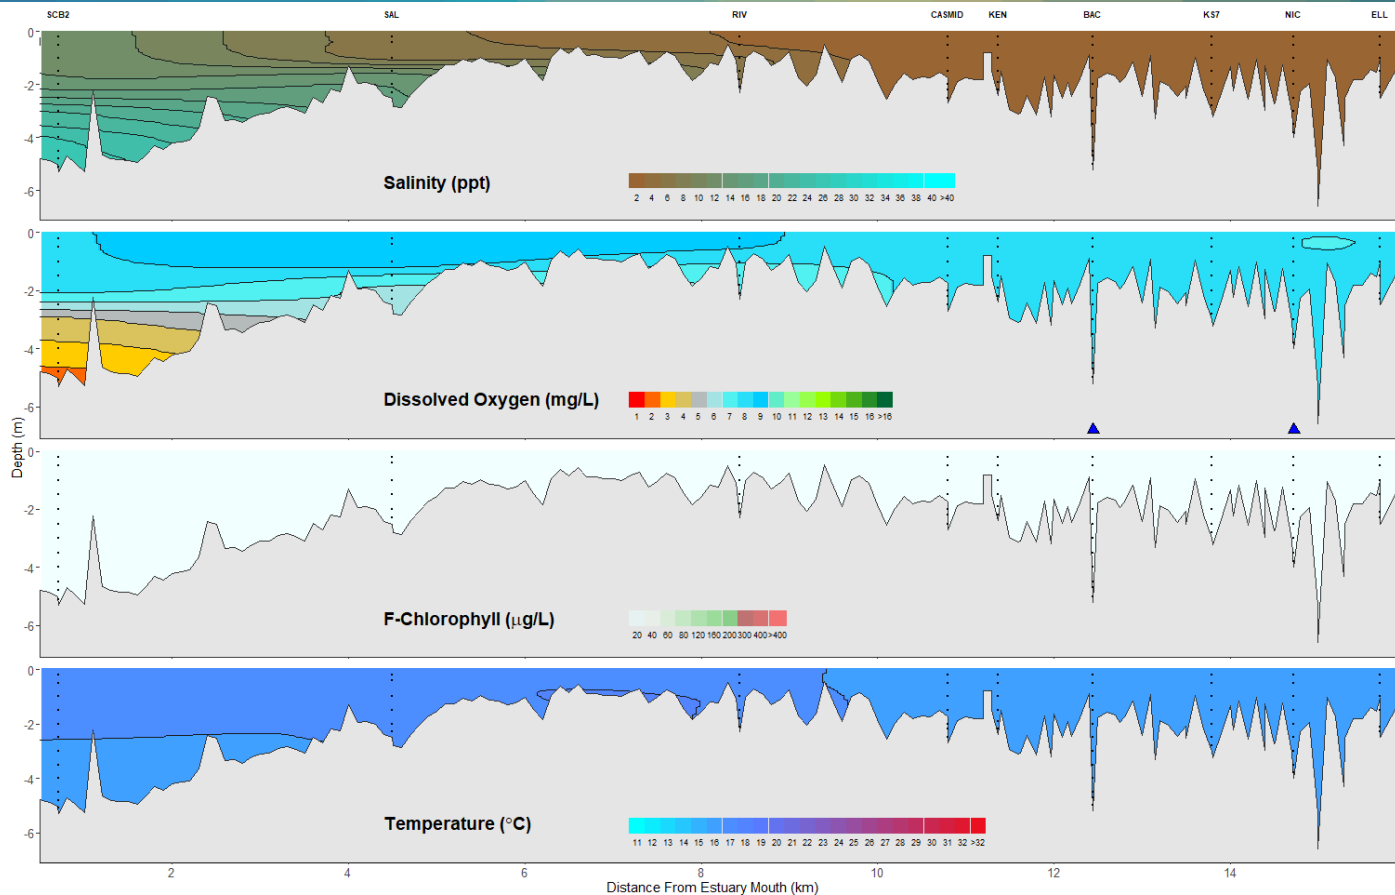 SCB2 SAL RIV CASMID KEN BAC KS7 NIC ELL
0
-2
-4
-6
Salinity (ppt)
2 4 6 8 10 12 14 16 18 20 22 24 26 28 30 32 34 36 38 40 >40
0
-2
-4
-6
Dissolved Oxygen (mg/L)
1 2 3 4 5 6 7 8 9 10 11 12 13 14 15 16 >16
Depth (m)
0
-2
-4
-6
F-Chlorophyll (µg/L)
20 40 60 80 120 160 200 300 400 >400
0
-2
-4
-6
Temperature (°C)
11 12 13 14 15 16 17 18 19 20 21 22 23 24 25 26 27 28 29 30 31 32 >32
2 4 6 8 10 12 14
Distance From Estuary Mouth (km)